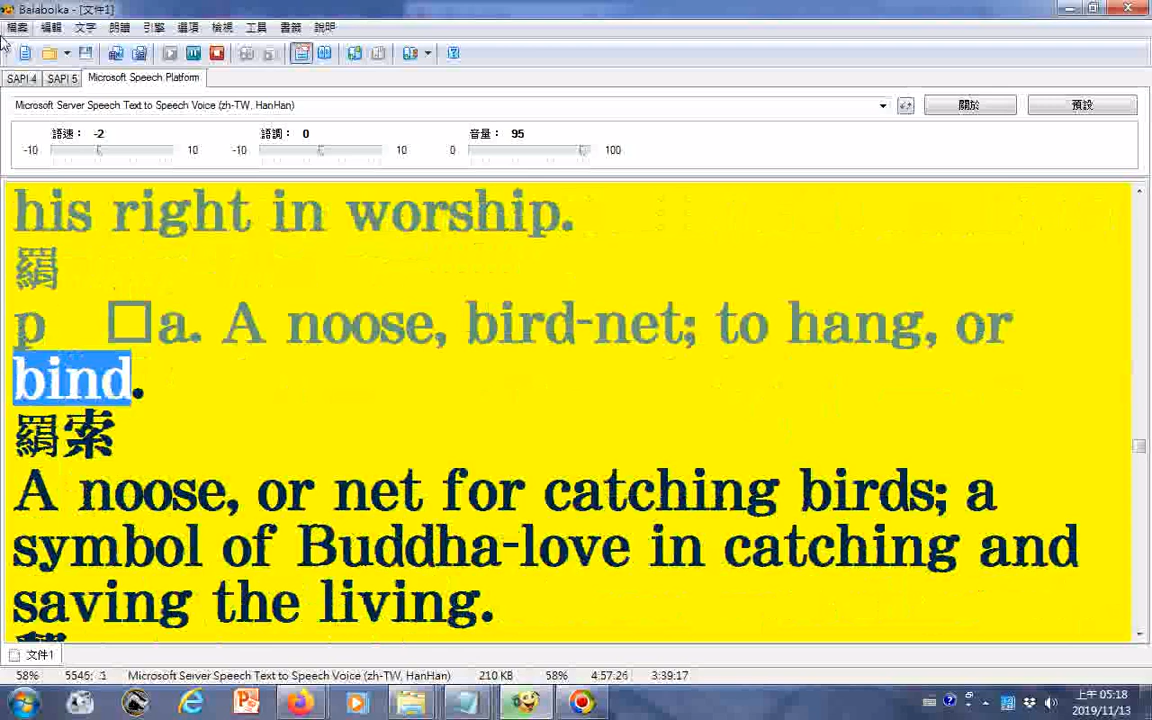 Balabolka - [文件1]
檔案 編輯 文字 朗讀 引擎 選項 檢視 工具 書籤 說明
SAPI 4 SAPI 5 Microsoft Speech Platform
Microsoft Server Speech Text to Speech Voice (zh-TW, HanHan)
關於 預設
語速： -2 語調： 0 音量： 95
-10 10 -10 10 0 100
his right in worship.
羂
p □a. A noose, bird-net; to hang, or
bind.
羂索
A noose, or net for catching birds; a
symbol of Buddha-love in catching and
saving the living.
文件1
58% 5546: 1 Microsoft Server Speech Text to Speech Voice (zh-TW, HanHan) 210 KB 58% 4:57:26 3:39:17
上午 05:18
2019/11/13